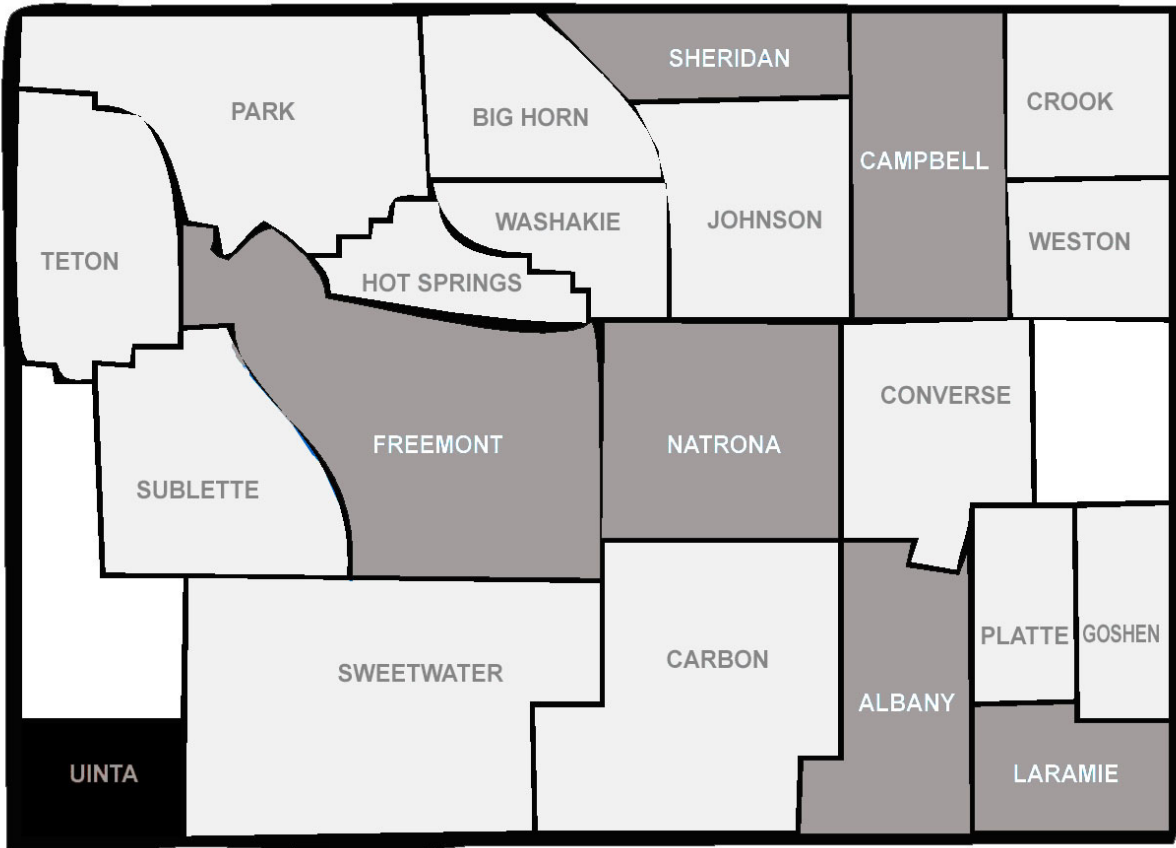 SHERIDAN
PARK
BIG HORN
CROOK
CAMPBELL
WASHAKIE
JOHNSON
WESTON
TETON
HOT SPRINGS
CONVERSE
FREEMONT
NATRONA
SUBLETTE
PLATTE
GOSHEN
SWEETWATER
CARBON
ALBANY
UINTA
LARAMIE